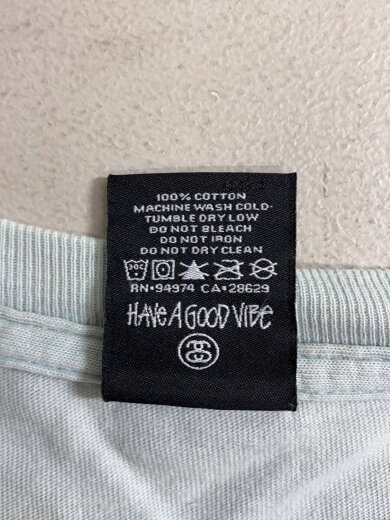 100% COTTON
MACHINE WASH COLD-
TUMBLE DRY LOW
DO NOT BLEACH
DO NOT IRON
DO NOT DRY CLEAN
30C
RN•94974 CA•28629
HAVE A GOOD VIBE